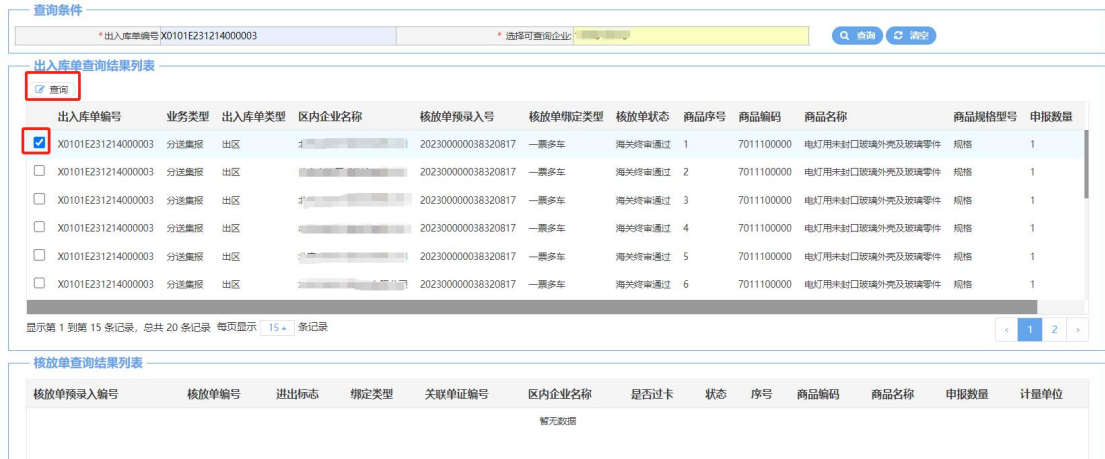 查询条件
*出入库单编号 X0101E231214000003 * 选择可查询企业: 查询 清空
出入库单查询结果列表
查询
出入库单编号 业务类型 出入库单类型 区内企业名称 核放单预录入号 核放单绑定类型 核放单状态 商品序号 商品编码 商品名称 商品规格型号 申报数量
X0101E231214000003 分送集报 出区 202300000038320817 一票多车 海关终审通过 1 7011100000 电灯用未封口玻璃外壳及玻璃零件 规格 1
X0101E231214000003 分送集报 出区 202300000038320817 一票多车 海关终审通过 2 7011100000 电灯用未封口玻璃外壳及玻璃零件 规格 1
X0101E231214000003 分送集报 出区 202300000038320817 一票多车 海关终审通过 3 7011100000 电灯用未封口玻璃外壳及玻璃零件 规格 1
X0101E231214000003 分送集报 出区 202300000038320817 一票多车 海关终审通过 4 7011100000 电灯用未封口玻璃外壳及玻璃零件 规格 1
X0101E231214000003 分送集报 出区 202300000038320817 一票多车 海关终审通过 5 7011100000 电灯用未封口玻璃外壳及玻璃零件 规格 1
X0101E231214000003 分送集报 出区 202300000038320817 一票多车 海关终审通过 6 7011100000 电灯用未封口玻璃外壳及玻璃零件 规格 1
显示第 1 到第 15 条记录, 总共 20 条记录 每页显示 15 条记录 ‹ 1 2 ›
核放单查询结果列表
核放单预录入编号 核放单编号 进出标志 绑定类型 关联单证编号 区内企业名称 是否过卡 状态 序号 商品编码 商品名称 申报数量 计量单位
暂无数据